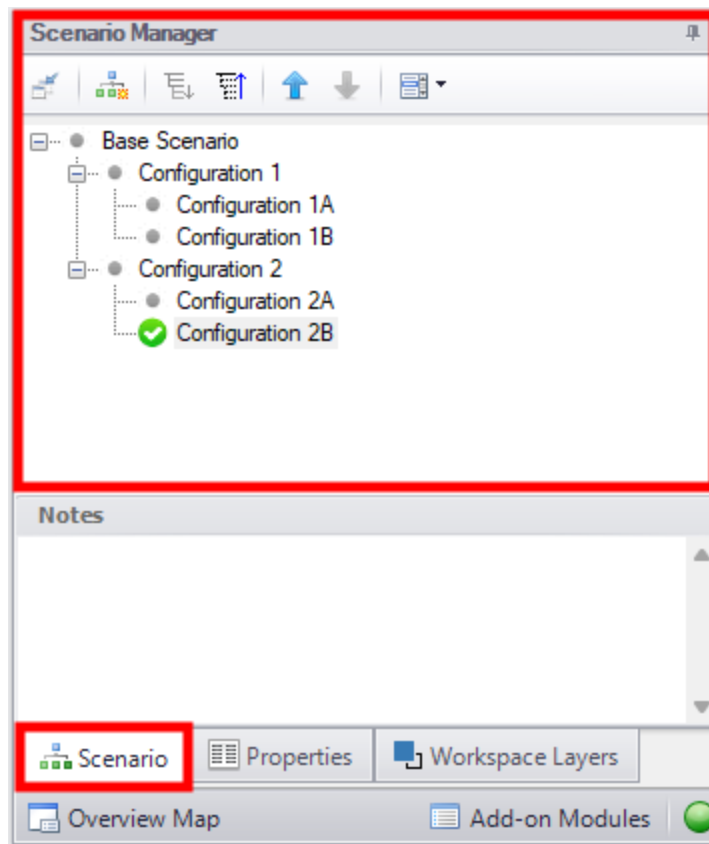 Scenario Manager
Base Scenario
Configuration 1
Configuration 1A
Configuration 1B
Configuration 2
Configuration 2A
Configuration 2B
Notes
Scenario Properties Workspace Layers
Overview Map Add-on Modules